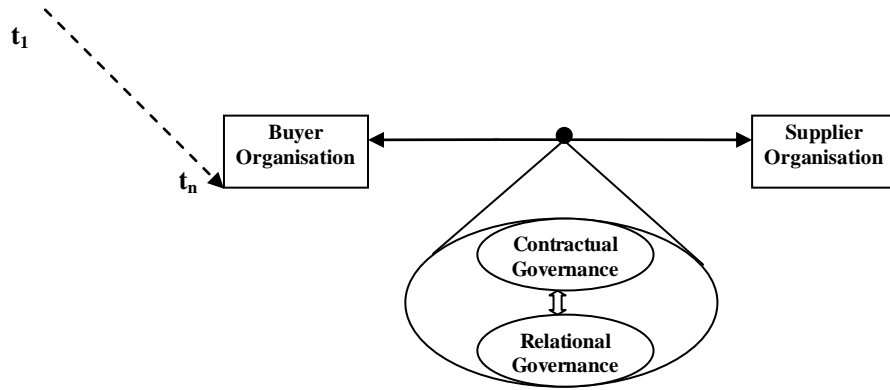 t1
Buyer
Organisation
Supplier
Organisation
tn
Contractual
Governance
Relational
Governance